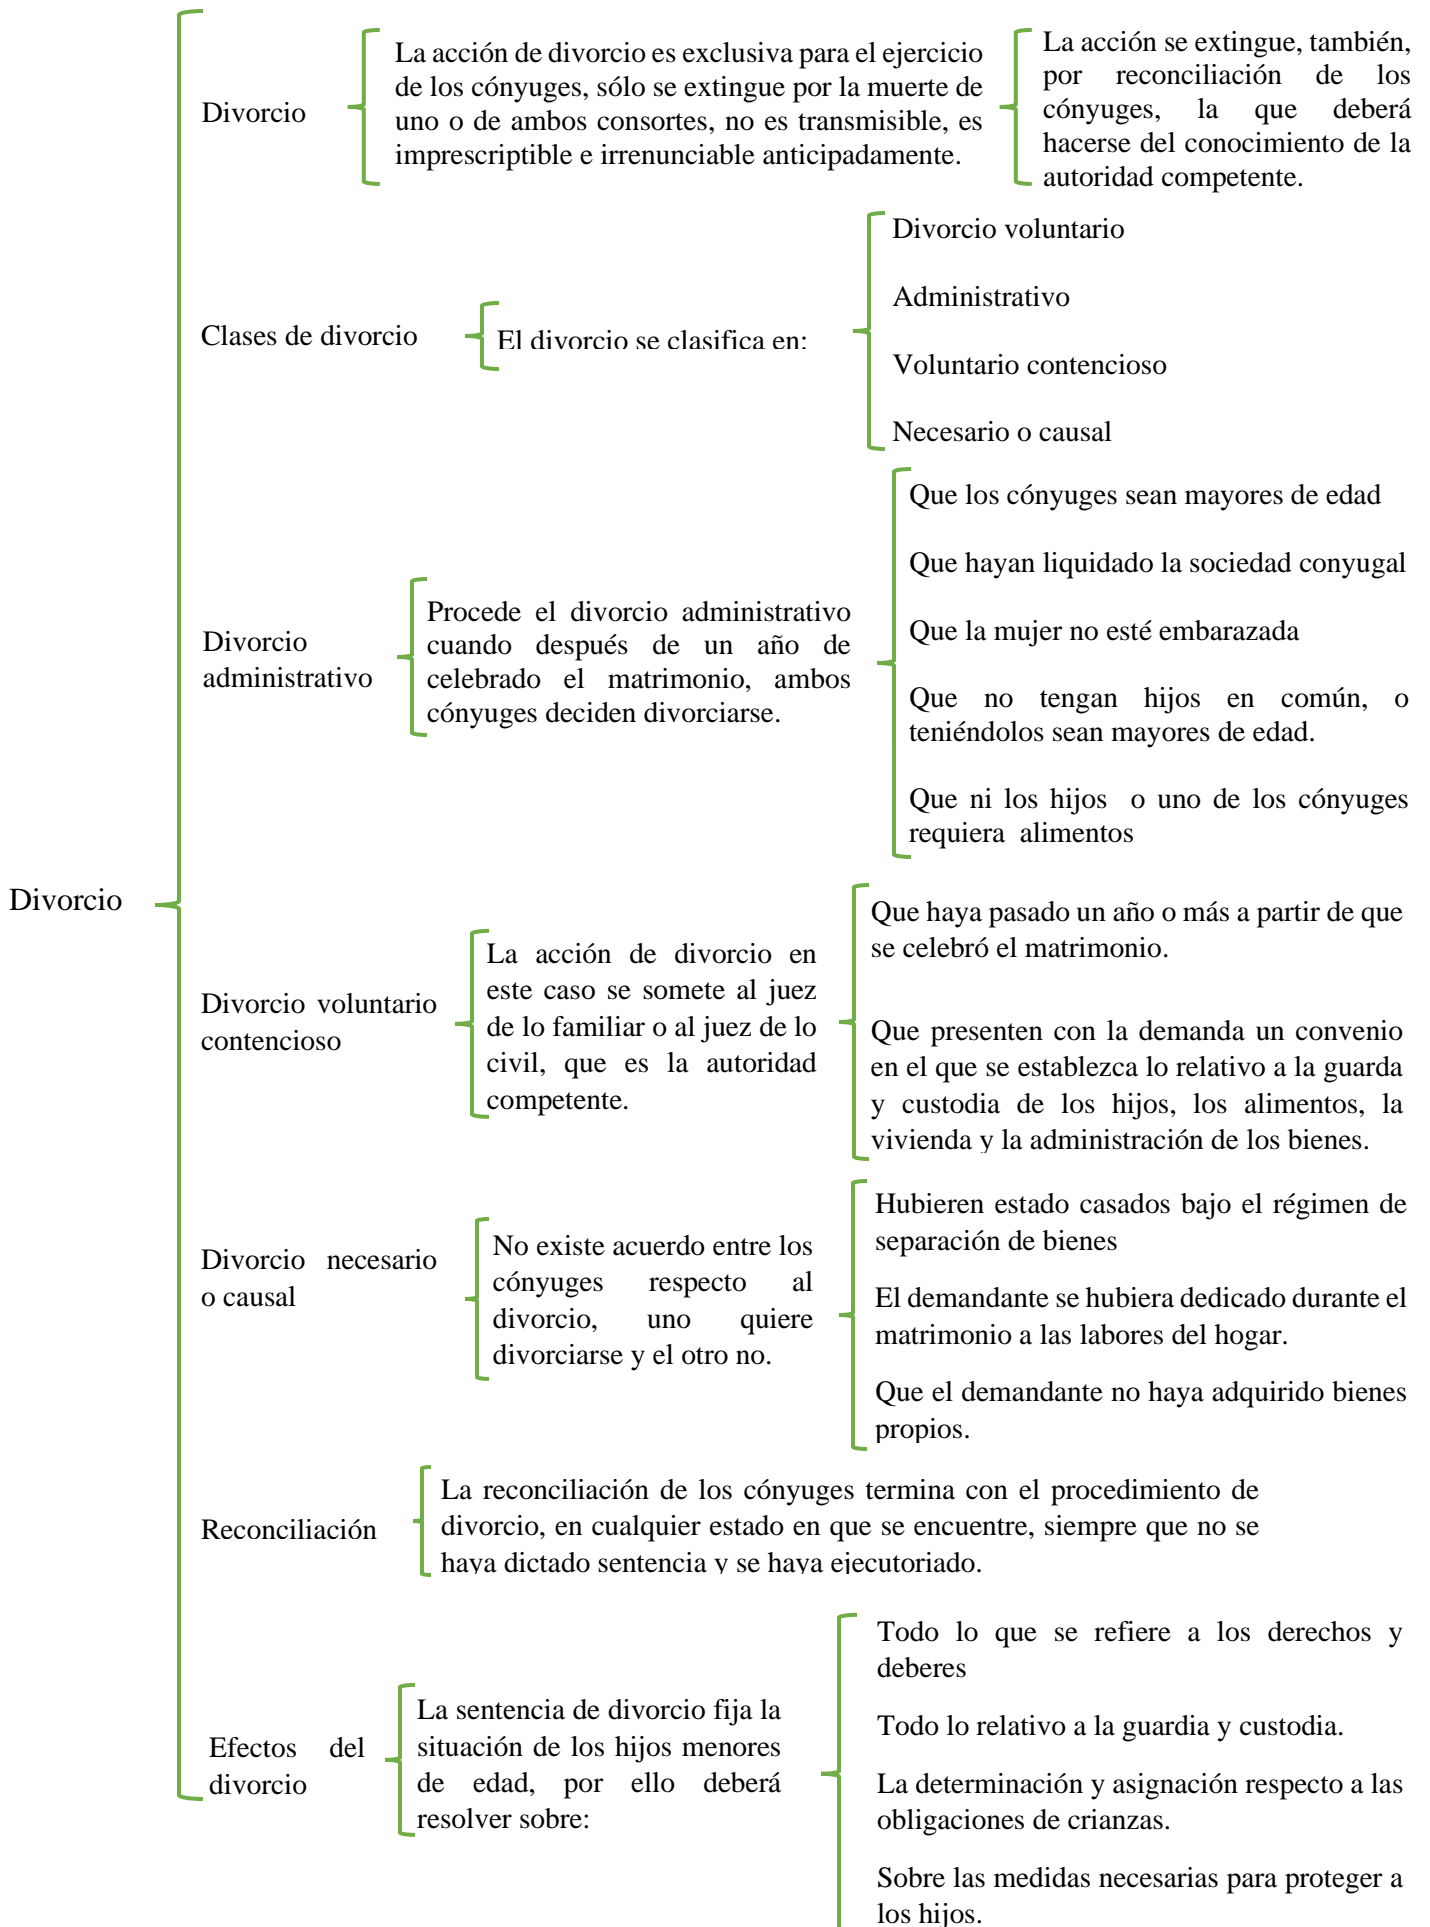 Divorcio
Divorcio
La acción de divorcio es exclusiva para el ejercicio
de los cónyuges, sólo se extingue por la muerte de
uno o de ambos consortes, no es transmisible, es
imprescriptible e irrenunciable anticipadamente.
La acción se extingue, también,
por reconciliación de los
cónyuges, la que deberá
hacerse del conocimiento de la
autoridad competente.
Clases de divorcio
El divorcio se clasifica en:
Divorcio voluntario
Administrativo
Voluntario contencioso
Necesario o causal
Divorcio
administrativo
Procede el divorcio administrativo
cuando después de un año de
celebrado el matrimonio, ambos
cónyuges deciden divorciarse.
Que los cónyuges sean mayores de edad
Que hayan liquidado la sociedad conyugal
Que la mujer no esté embarazada
Que no tengan hijos en común, o
teniéndolos sean mayores de edad.
Que ni los hijos o uno de los cónyuges
requiera alimentos
Divorcio voluntario
contencioso
La acción de divorcio en
este caso se somete al juez
de lo familiar o al juez de lo
civil, que es la autoridad
competente.
Que haya pasado un año o más a partir de que
se celebró el matrimonio.
Que presenten con la demanda un convenio
en el que se establezca lo relativo a la guarda
y custodia de los hijos, los alimentos, la
vivienda y la administración de los bienes.
Divorcio necesario
o causal
No existe acuerdo entre los
cónyuges respecto al
divorcio, uno quiere
divorciarse y el otro no.
Hubieren estado casados bajo el régimen de
separación de bienes
El demandante se hubiera dedicado durante el
matrimonio a las labores del hogar.
Que el demandante no haya adquirido bienes
propios.
Reconciliación
La reconciliación de los cónyuges termina con el procedimiento de
divorcio, en cualquier estado en que se encuentre, siempre que no se
haya dictado sentencia y se haya ejecutoriado.
Efectos del
divorcio
La sentencia de divorcio fija la
situación de los hijos menores
de edad, por ello deberá
resolver sobre:
Todo lo que se refiere a los derechos y
deberes
Todo lo relativo a la guardia y custodia.
La determinación y asignación respecto a las
obligaciones de crianzas.
Sobre las medidas necesarias para proteger a
los hijos.